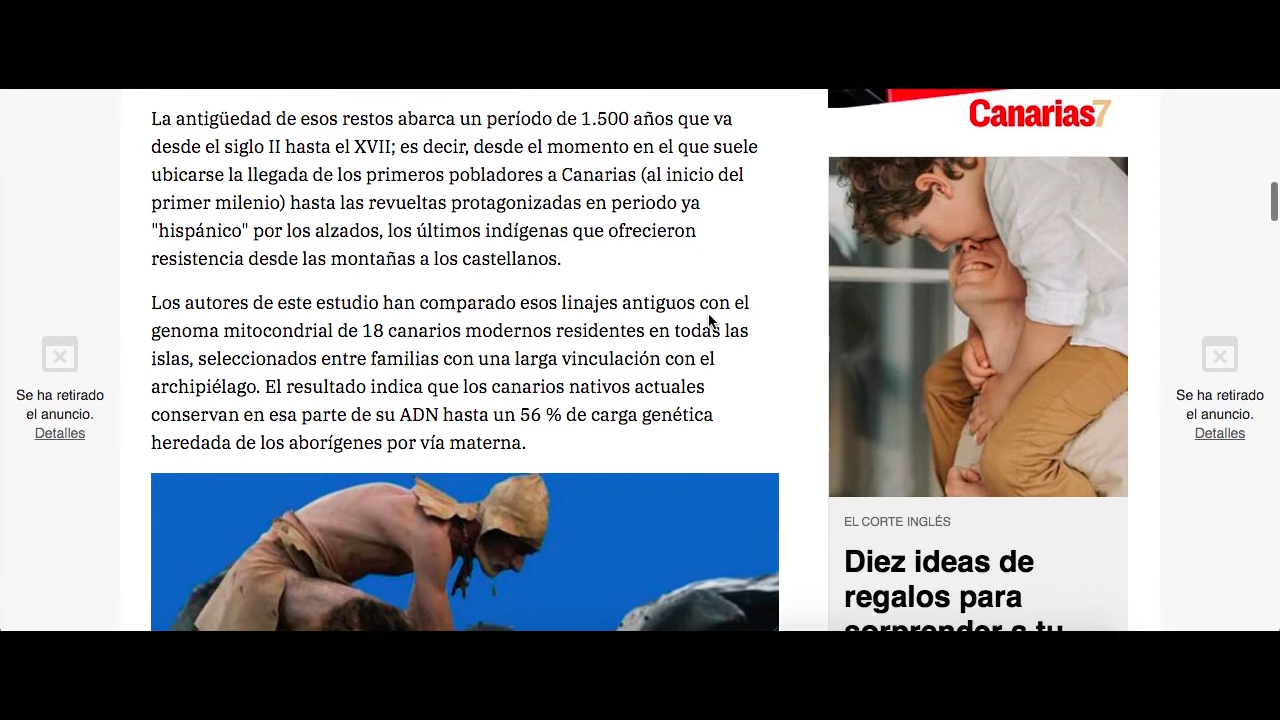 La antigüedad de esos restos abarca un período de 1.500 años que va
desde el siglo II hasta el XVII; es decir, desde el momento en el que suele
ubicarse la llegada de los primeros pobladores a Canarias (al inicio del
primer milenio) hasta las revueltas protagonizadas en periodo ya
"hispánico" por los alzados, los últimos indígenas que ofrecieron
resistencia desde las montañas a los castellanos.
Los autores de este estudio han comparado esos linajes antiguos con el
genoma mitocondrial de 18 canarios modernos residentes en todas las
islas, seleccionados entre familias con una larga vinculación con el
archipiélago. El resultado indica que los canarios nativos actuales
conservan en esa parte de su ADN hasta un 56 % de carga genética
heredada de los aborígenes por vía materna.
Canarias7
EL CORTE INGLÉS
Diez ideas de
regalos para
sorprender a tu
Se ha retirado
el anuncio.
Detalles
Se ha retirado
el anuncio.
Detalles